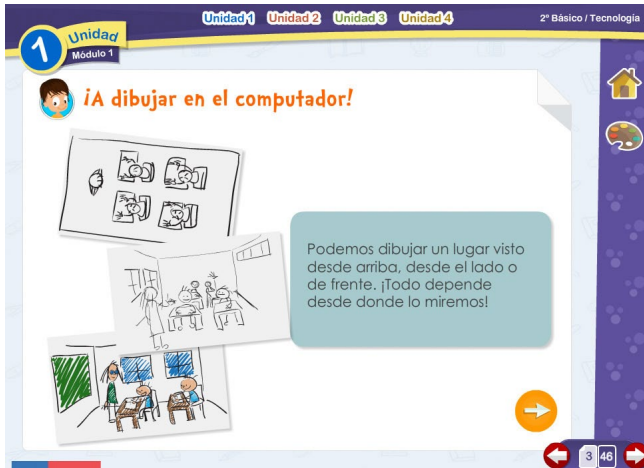 Unidad 1 Unidad 2 Unidad 3 Unidad 4
2° Básico / Tecnología
1
Unidad
Módulo 1
¡A dibujar en el computador!
Podemos dibujar un lugar visto
desde arriba, desde el lado o
de frente. ¡Todo depende
desde donde lo miremos!
3 46